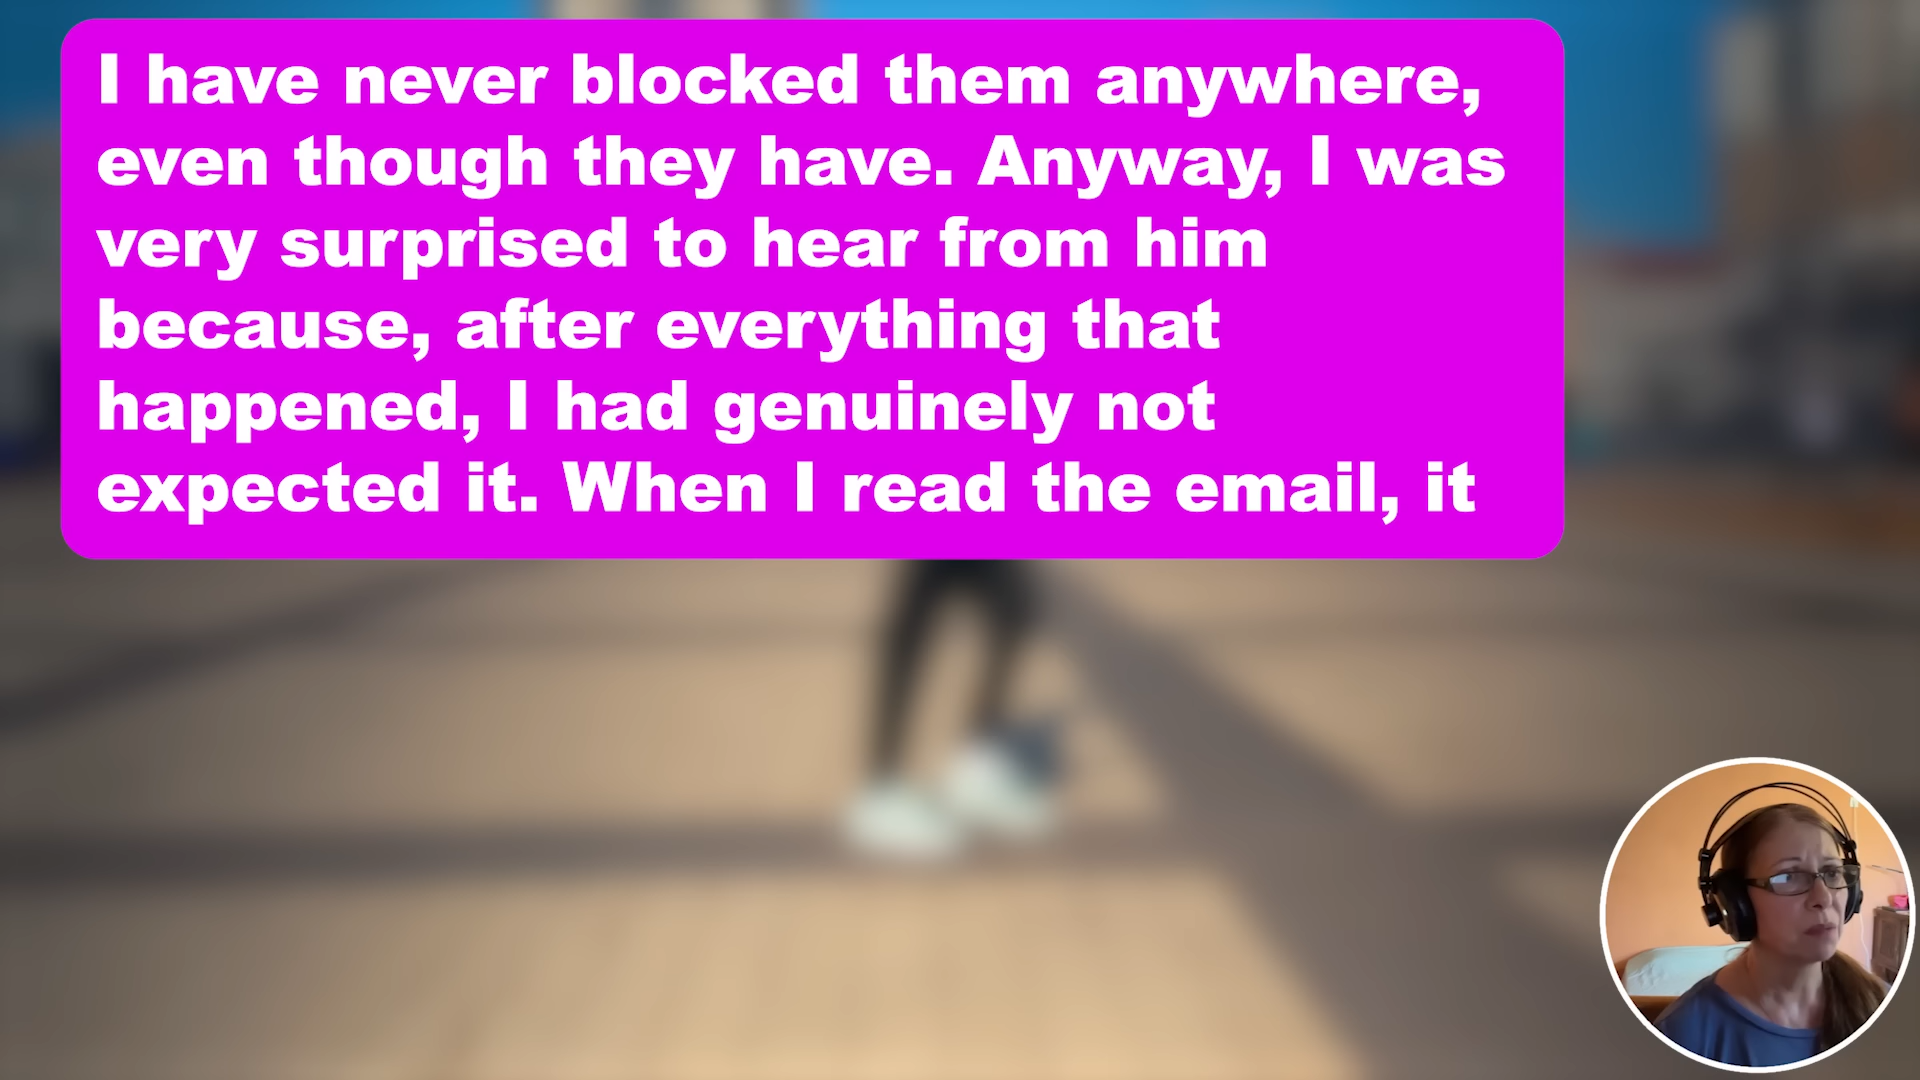 I have never blocked them anywhere,
even though they have. Anyway, I was
very surprised to hear from him
because, after everything that
happened, I had genuinely not
expected it. When I read the email, it